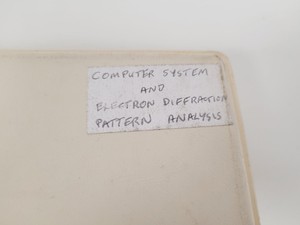 COMPUTER SYSTEM
AND
ELECTRON DIFFRACTION
PATTERN ANALYSIS